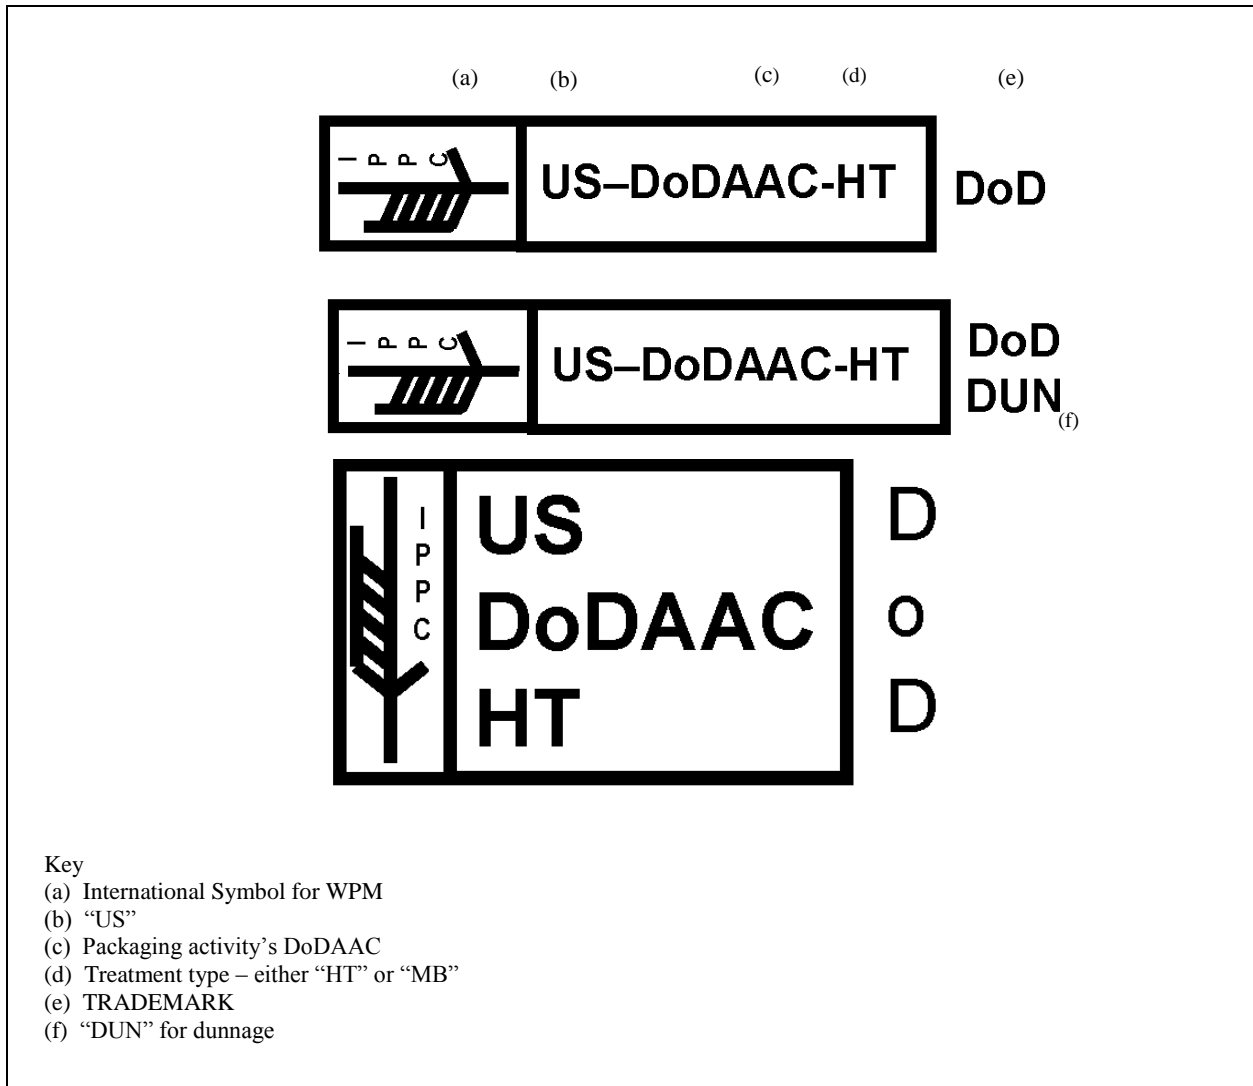 (a) (b) (c) (d) (e)
I P P C
US–DoDAAC-HT
DoD
I P P C
US–DoDAAC-HT
DoD
DUN
(f)
I
P
P
C
US
DoDAAC
HT
D
o
D
Key
(a) International Symbol for WPM
(b) “US”
(c) Packaging activity’s DoDAAC
(d) Treatment type – either “HT” or “MB”
(e) TRADEMARK
(f) “DUN” for dunnage